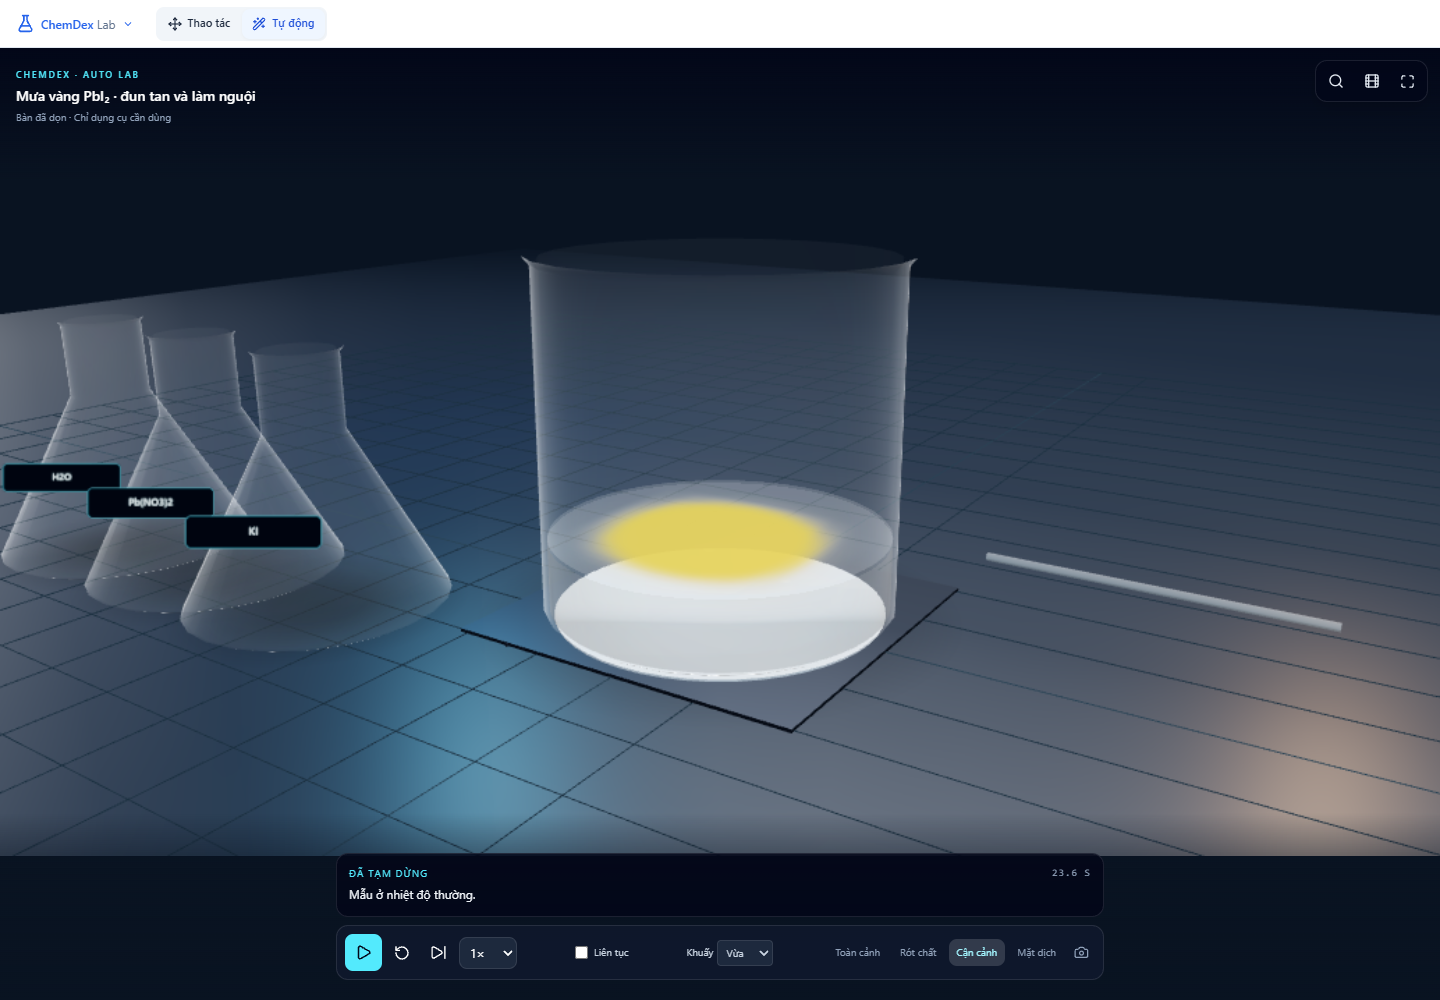 ChemDex Lab
Thao tác
Tự động
CHEMDEX · AUTO LAB
Mưa vàng PbI₂ · đun tan và làm nguội
Bàn đã dọn · Chỉ dụng cụ cần dùng
H2O
Pb(NO3)2
KI
ĐÃ TẠM DỪNG
23.6 S
Mẫu ở nhiệt độ thường.
1×
Liên tục
Khuấy
Vừa
Toàn cảnh
Rót chất
Cận cảnh
Mặt dịch